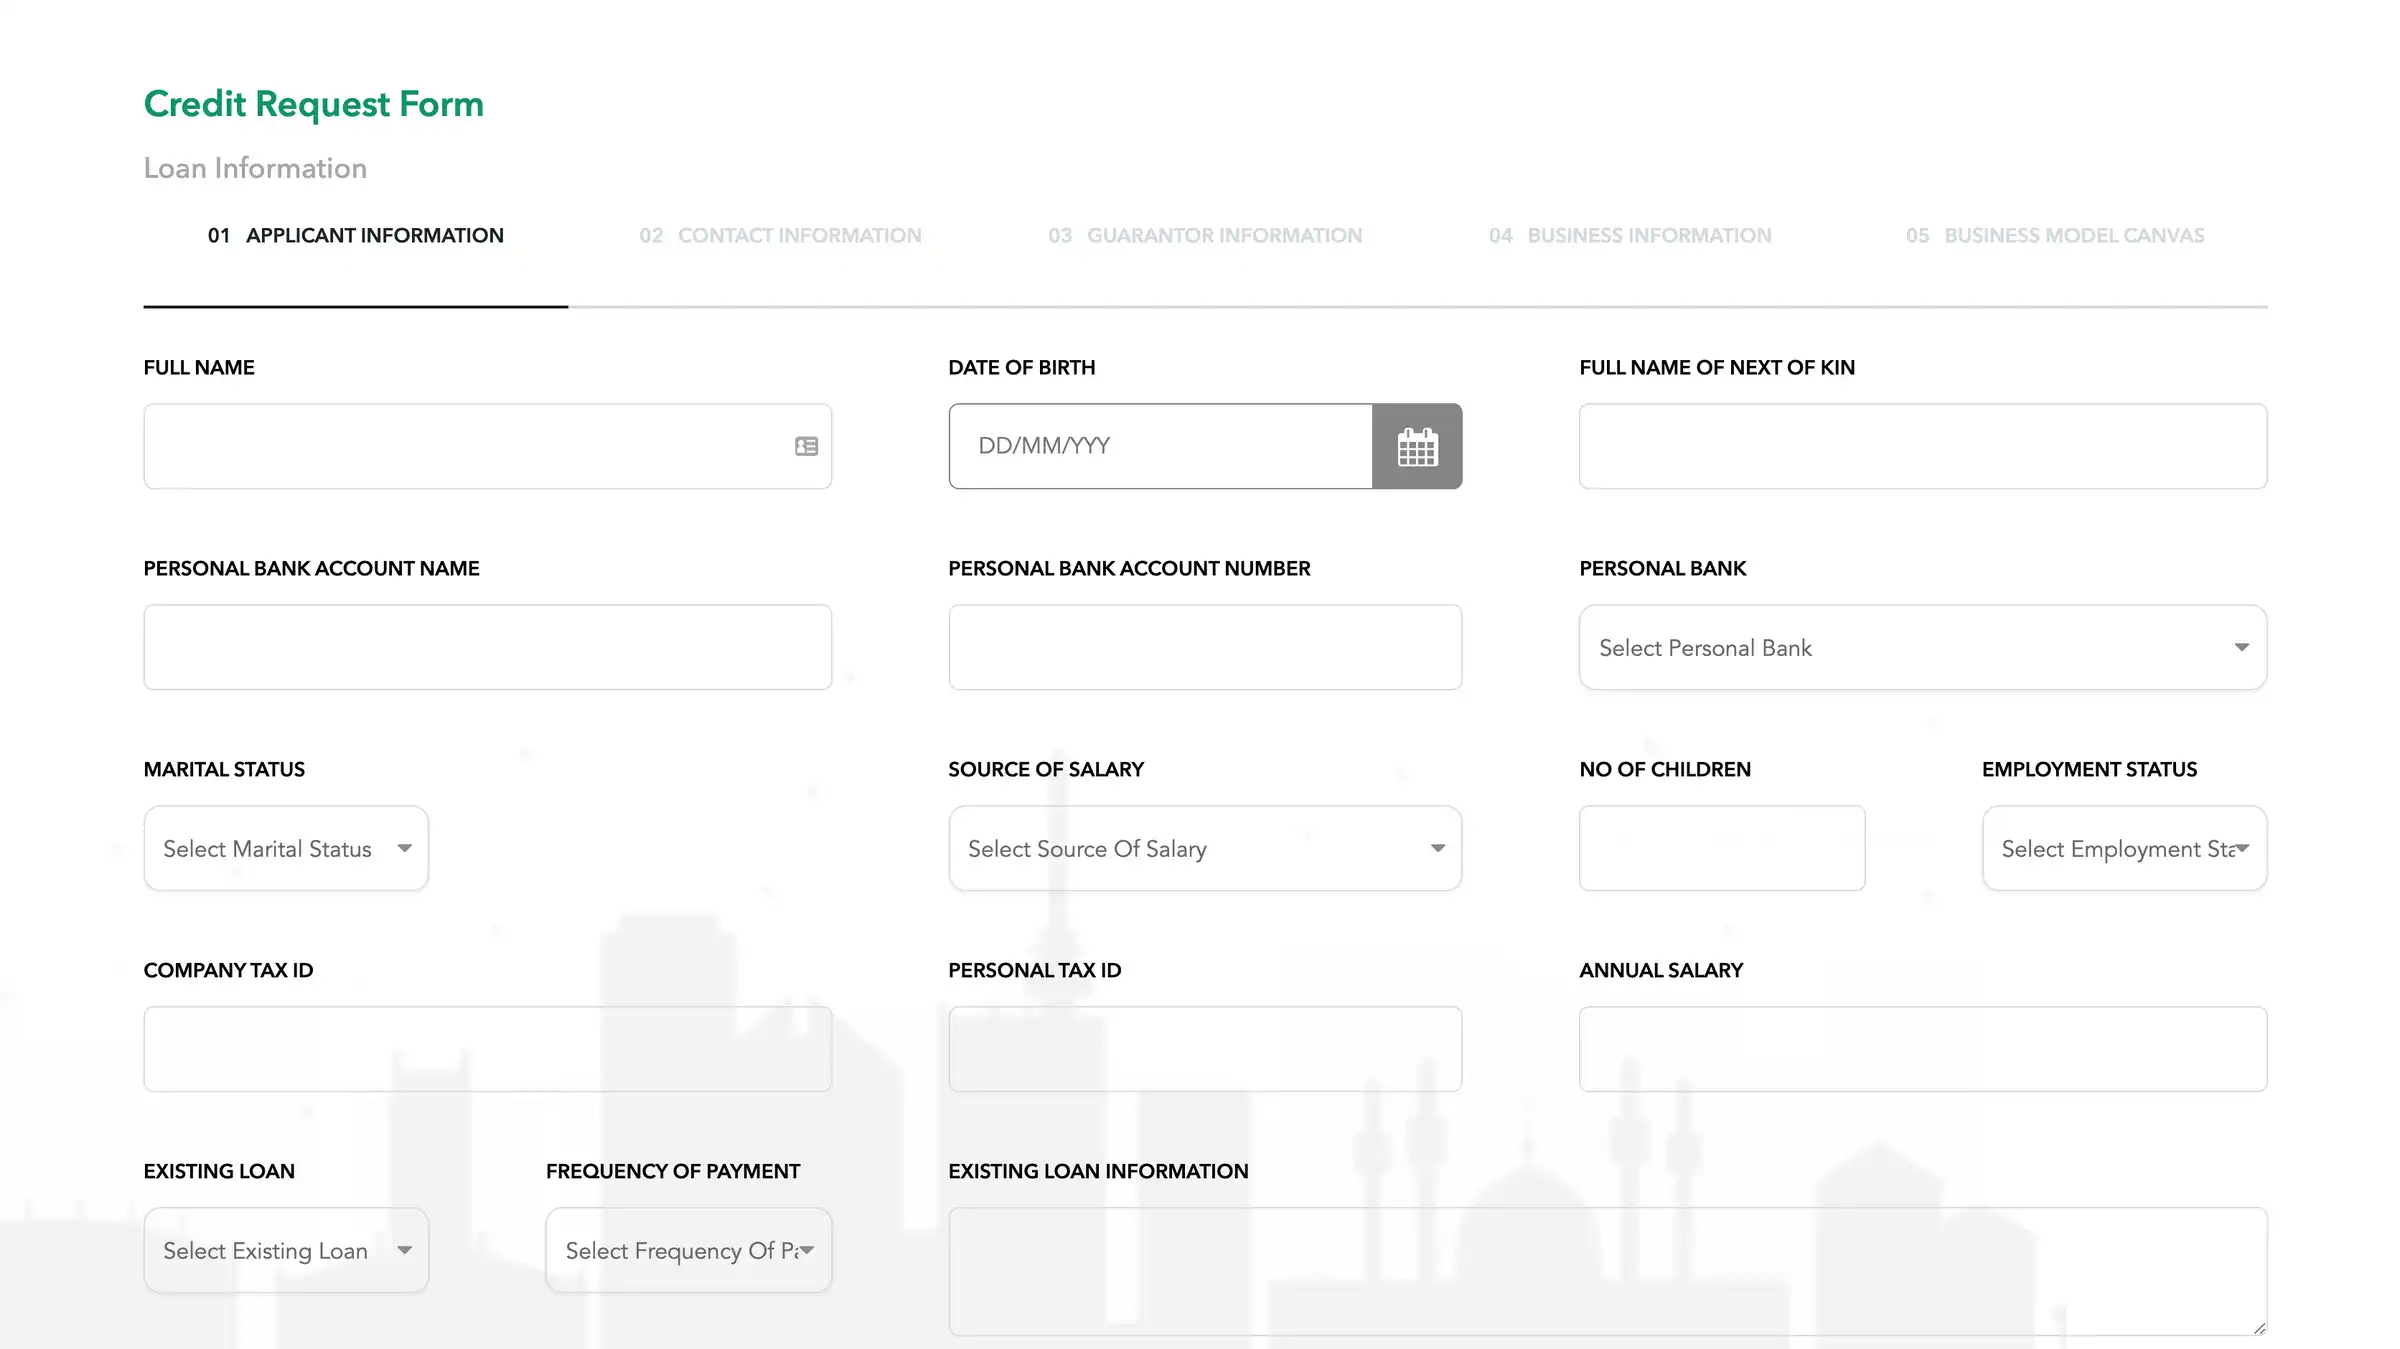 Credit Request Form
Loan Information
01 APPLICANT INFORMATION 02 CONTACT INFORMATION 03 GUARANTOR INFORMATION 04 BUSINESS INFORMATION 05 BUSINESS MODEL CANVAS
FULL NAME DATE OF BIRTH FULL NAME OF NEXT OF KIN
DD/MM/YYY
PERSONAL BANK ACCOUNT NAME PERSONAL BANK ACCOUNT NUMBER PERSONAL BANK
Select Personal Bank
MARITAL STATUS SOURCE OF SALARY NO OF CHILDREN EMPLOYMENT STATUS
Select Marital Status Select Source Of Salary Select Employment Sta
COMPANY TAX ID PERSONAL TAX ID ANNUAL SALARY
EXISTING LOAN FREQUENCY OF PAYMENT EXISTING LOAN INFORMATION
Select Existing Loan Select Frequency Of Pa